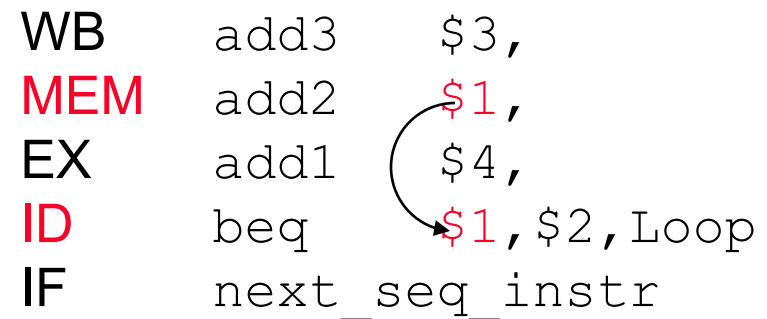 WB add3 $3,
MEM add2 $1,
EX add1 $4,
ID beq $1,$2,Loop
IF next_seq_instr